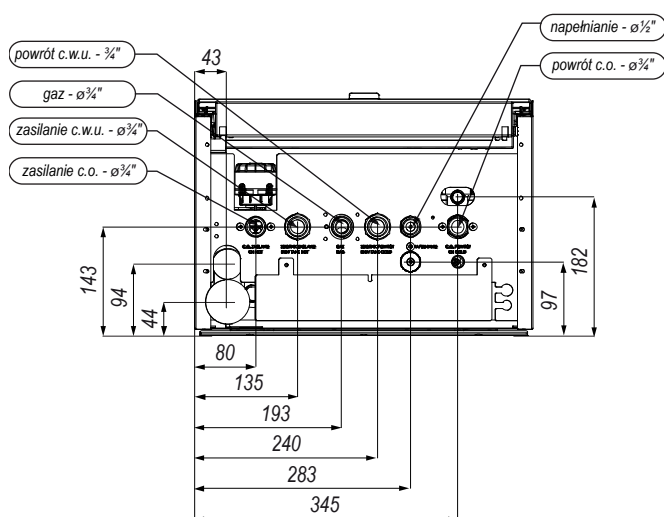 powrót c.w.u. - ¾"
gaz - ø¾"
zasilanie c.w.u. - ø¾"
zasilanie c.o. - ø¾"
napełnianie - ø½"
powrót c.o. - ø¾"
43
143
94
44
182
97
80
135
193
240
283
345